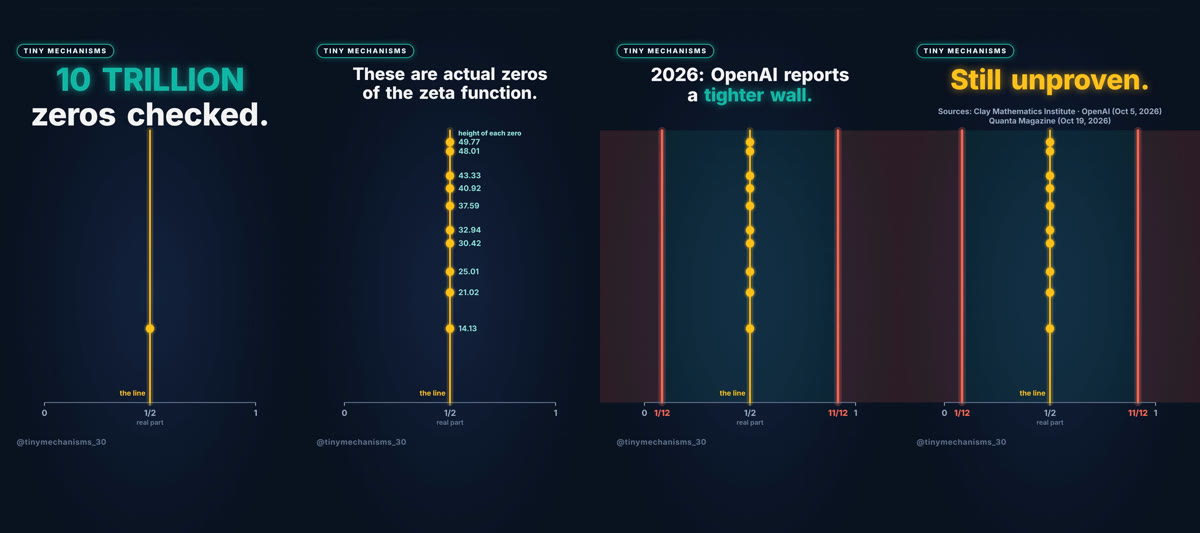 TINY MECHANISMS
10 TRILLION
zeros checked.
the line
0
1/2
1
real part
@tinymechanisms_30
TINY MECHANISMS
These are actual zeros
of the zeta function.
height of each zero
49.77
48.01
43.33
40.92
37.59
32.94
30.42
25.01
21.02
14.13
the line
0
1/2
1
real part
@tinymechanisms_30
TINY MECHANISMS
2026: OpenAI reports
a tighter wall.
the line
0 1/12 1/2 11/12 1
real part
@tinymechanisms_30
TINY MECHANISMS
Still unproven.
Sources: Clay Mathematics Institute · OpenAI (Oct 5, 2026)
Quanta Magazine (Oct 19, 2026)
the line
0 1/12 1/2 11/12 1
real part
@tinymechanisms_30